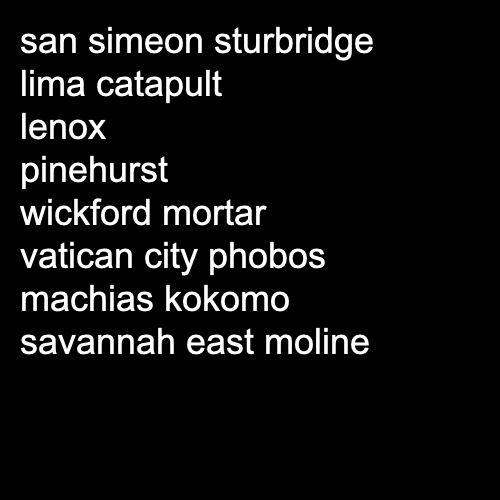 san simeon sturbridge
lima catapult
lenox
pinehurst
wickford mortar
vatican city phobos
machias kokomo
savannah east moline